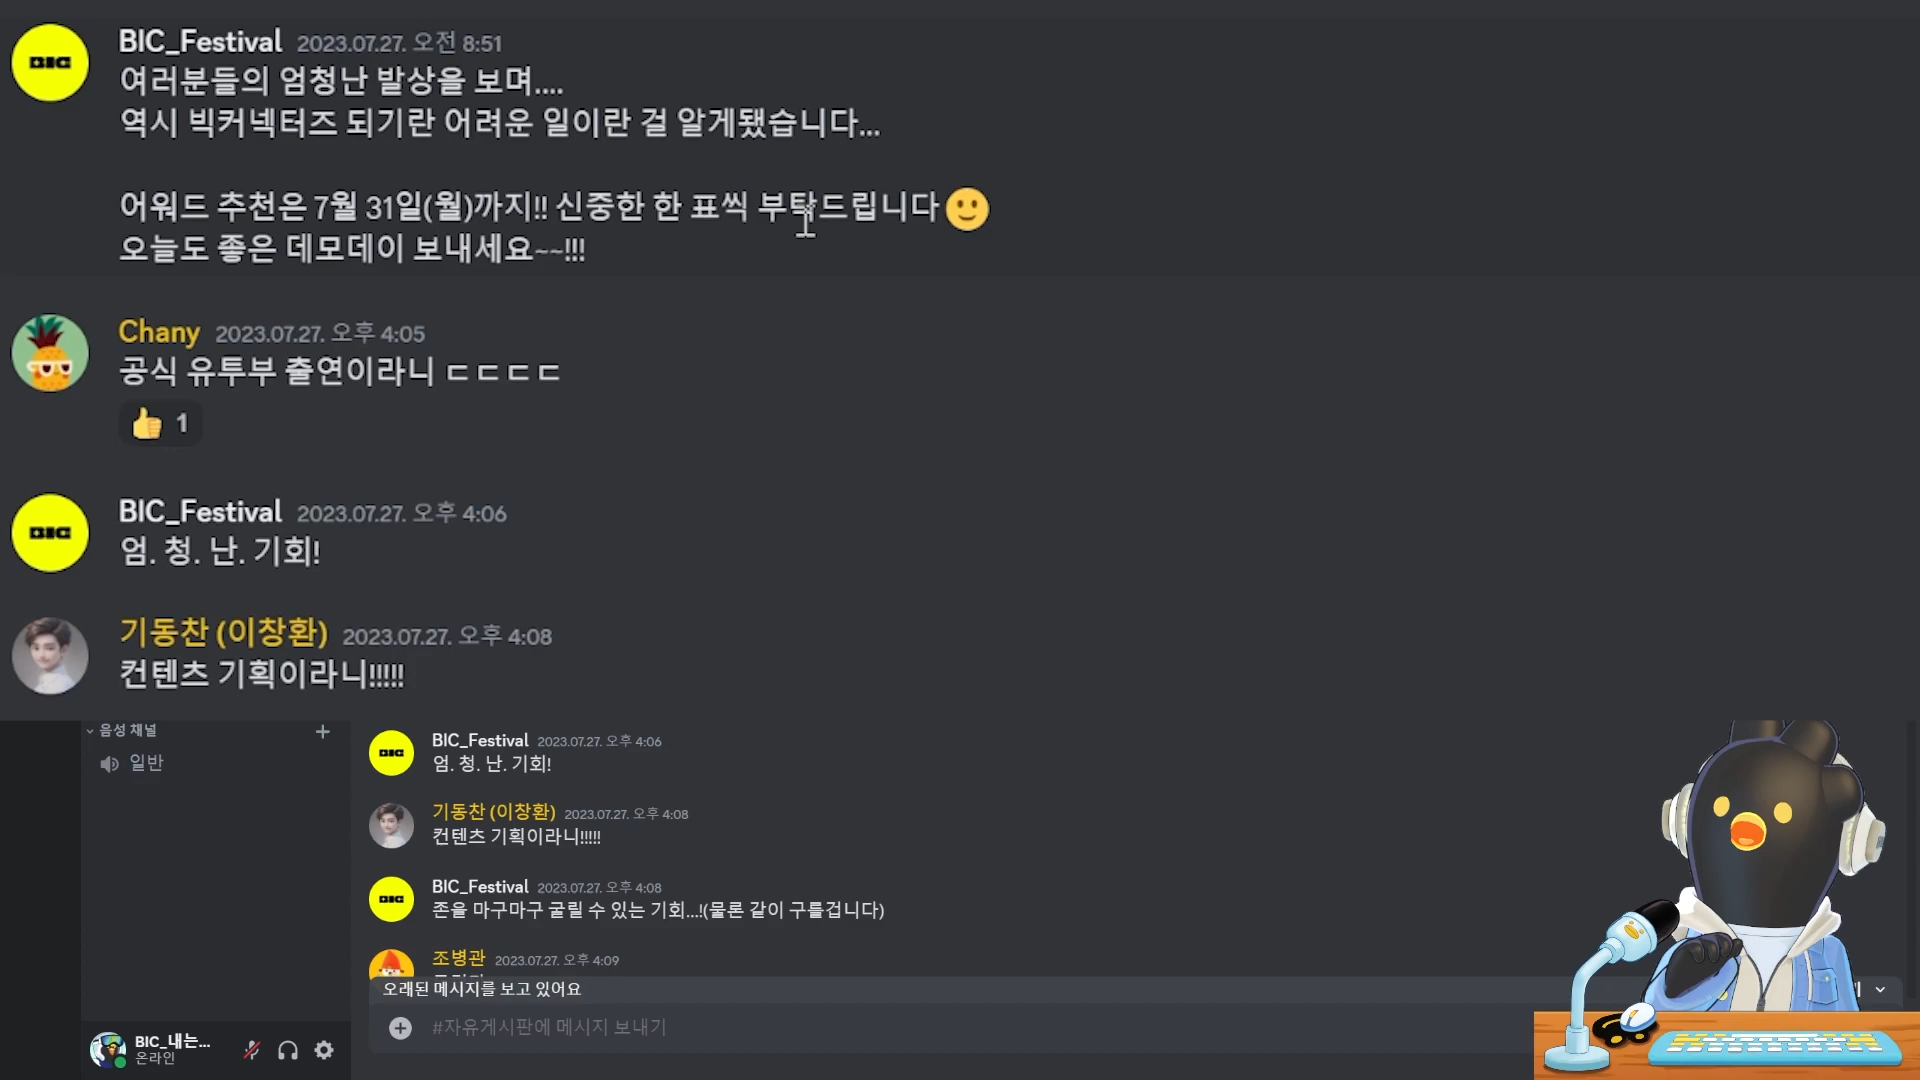 BIC
BIC_Festival 2023.07.27. 오전 8:51
여러분들의 엄청난 발상을 보며....
역시 빅커넥터즈 되기란 어려운 일이란 걸 알게됐습니다...
어워드 추천은 7월 31일(월)까지!! 신중한 한 표씩 부탁드립니다
오늘도 좋은 데모데이 보내세요~~!!!
Chany 2023.07.27. 오후 4:05
공식 유투부 출연이라니 ㄷㄷㄷㄷ
1
BIC
BIC_Festival 2023.07.27. 오후 4:06
엄. 청. 난. 기회!
기동찬 (이창환) 2023.07.27. 오후 4:08
컨텐츠 기획이라니!!!!!
음성 채널
일반
BIC
BIC_Festival 2023.07.27. 오후 4:06
엄. 청. 난. 기회!
기동찬 (이창환) 2023.07.27. 오후 4:08
컨텐츠 기획이라니!!!!!
BIC
BIC_Festival 2023.07.27. 오후 4:08
존을 마구마구 굴릴 수 있는 기회...!(물론 같이 구를겁니다)
조병관 2023.07.27. 오후 4:09
오래된 메시지를 보고 있어요
#자유게시판에 메시지 보내기
BIC_내는...
온라인